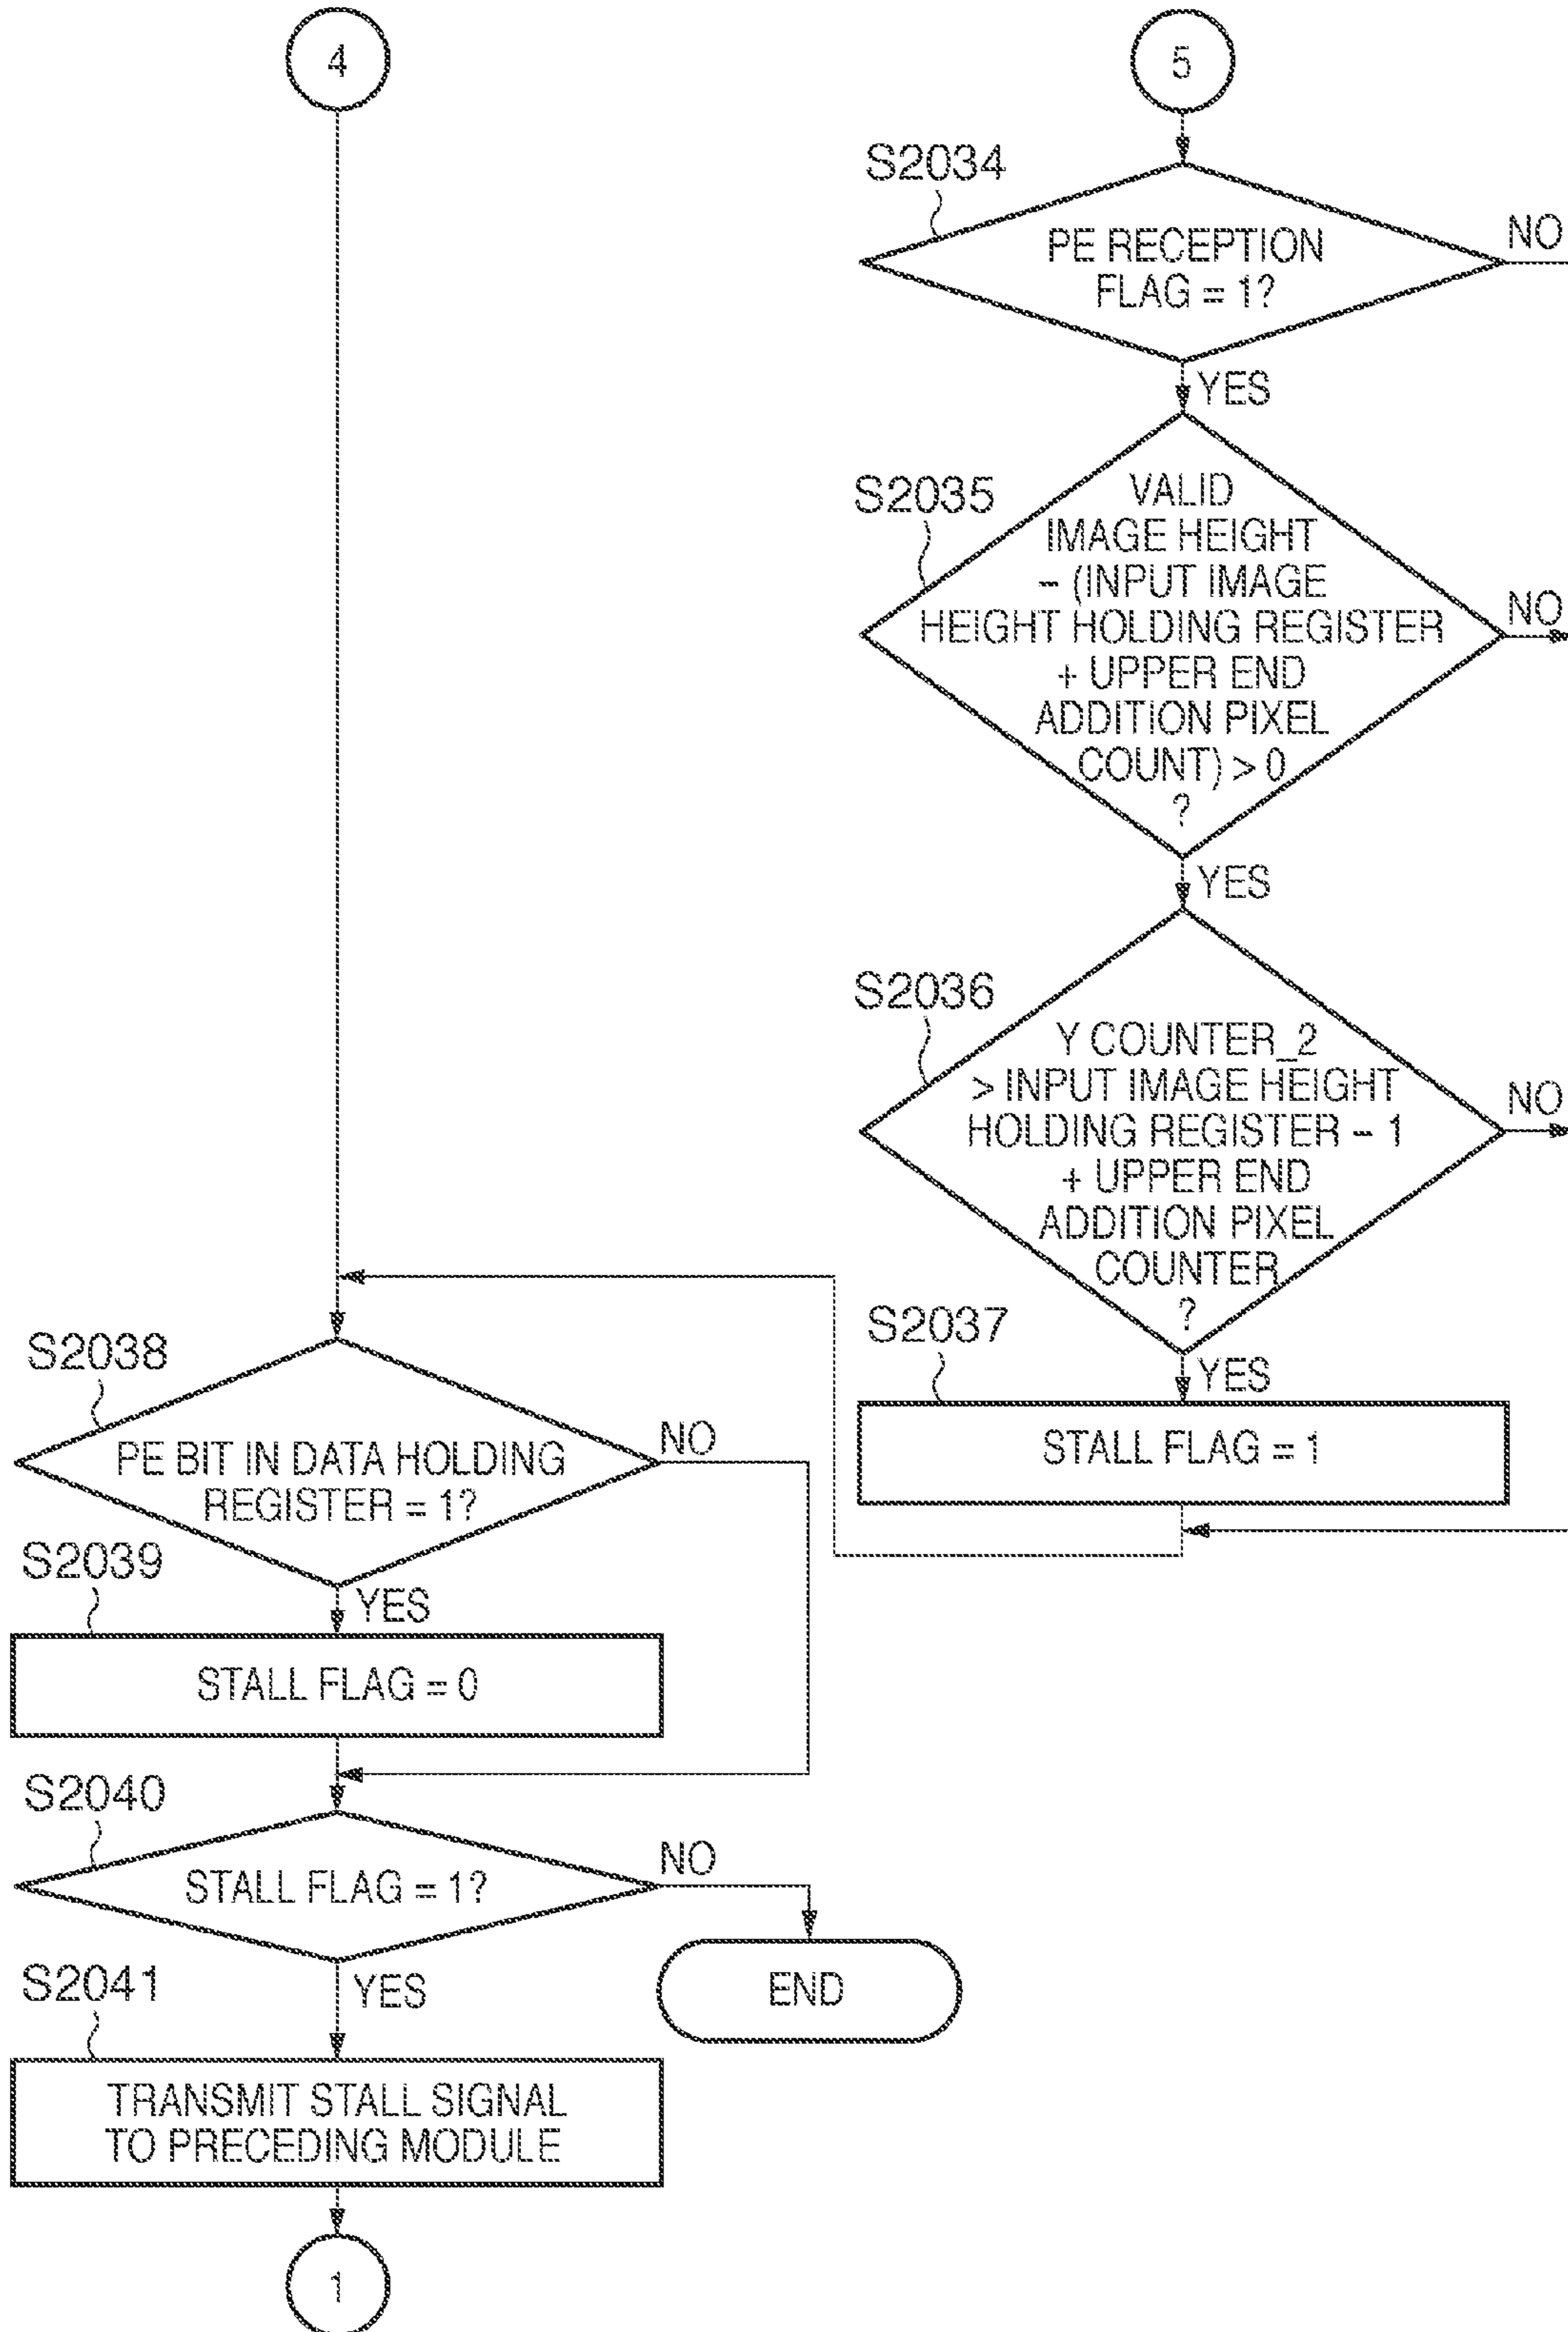 4
5
S2034
PE RECEPTION
FLAG = 1?
NO
YES
S2035
VALID
IMAGE HEIGHT
– (INPUT IMAGE
HEIGHT HOLDING REGISTER
+ UPPER END
ADDITION PIXEL
COUNT) > 0
?
NO
YES
S2036
Y COUNTER_2
> INPUT IMAGE HEIGHT
HOLDING REGISTER – 1
+ UPPER END
ADDITION PIXEL
COUNTER
?
NO
YES
S2037
STALL FLAG = 1
S2038
PE BIT IN DATA HOLDING
REGISTER = 1?
NO
YES
S2039
STALL FLAG = 0
S2040
STALL FLAG = 1?
NO
YES
END
S2041
TRANSMIT STALL SIGNAL
TO PRECEDING MODULE
1